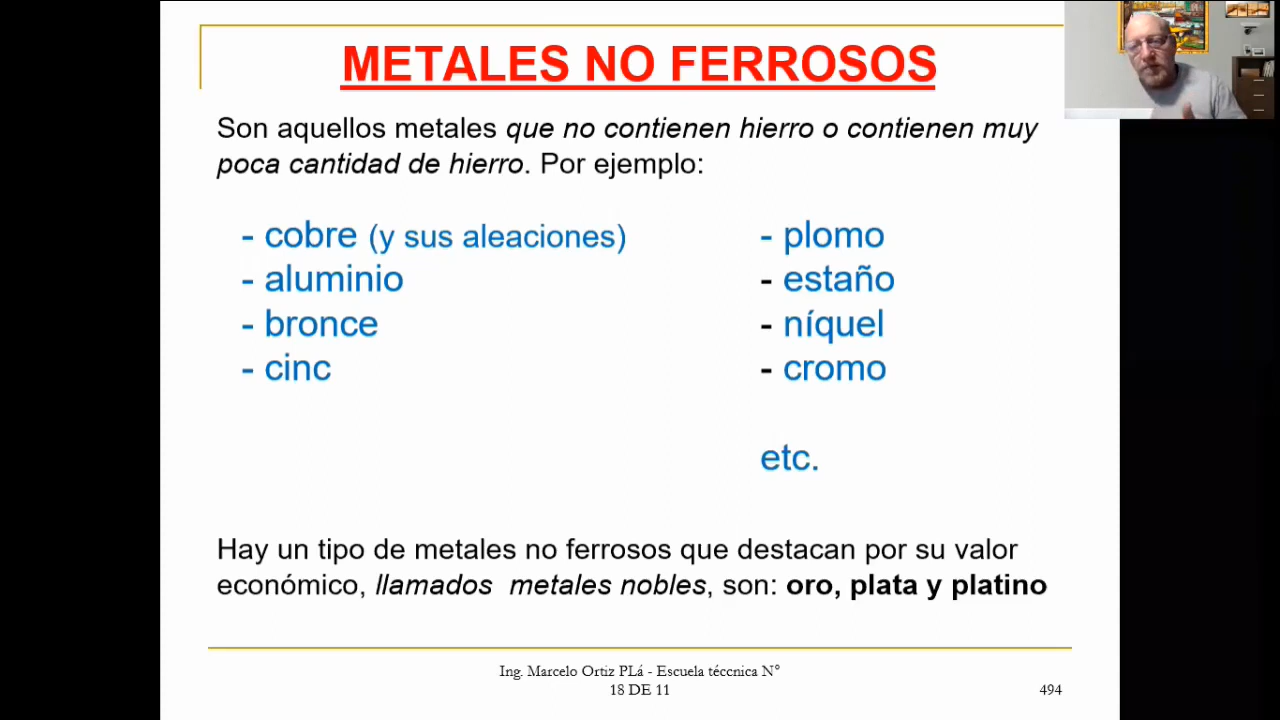 METALES NO FERROSOS
Son aquellos metales que no contienen hierro o contienen muy
poca cantidad de hierro. Por ejemplo:
- cobre (y sus aleaciones)
- aluminio
- bronce
- cinc
- plomo
- estaño
- níquel
- cromo
etc.
Hay un tipo de metales no ferrosos que destacan por su valor
económico, llamados metales nobles, son: oro, plata y platino
Ing. Marcelo Ortiz PLá - Escuela téccnica N°
18 DE 11
494